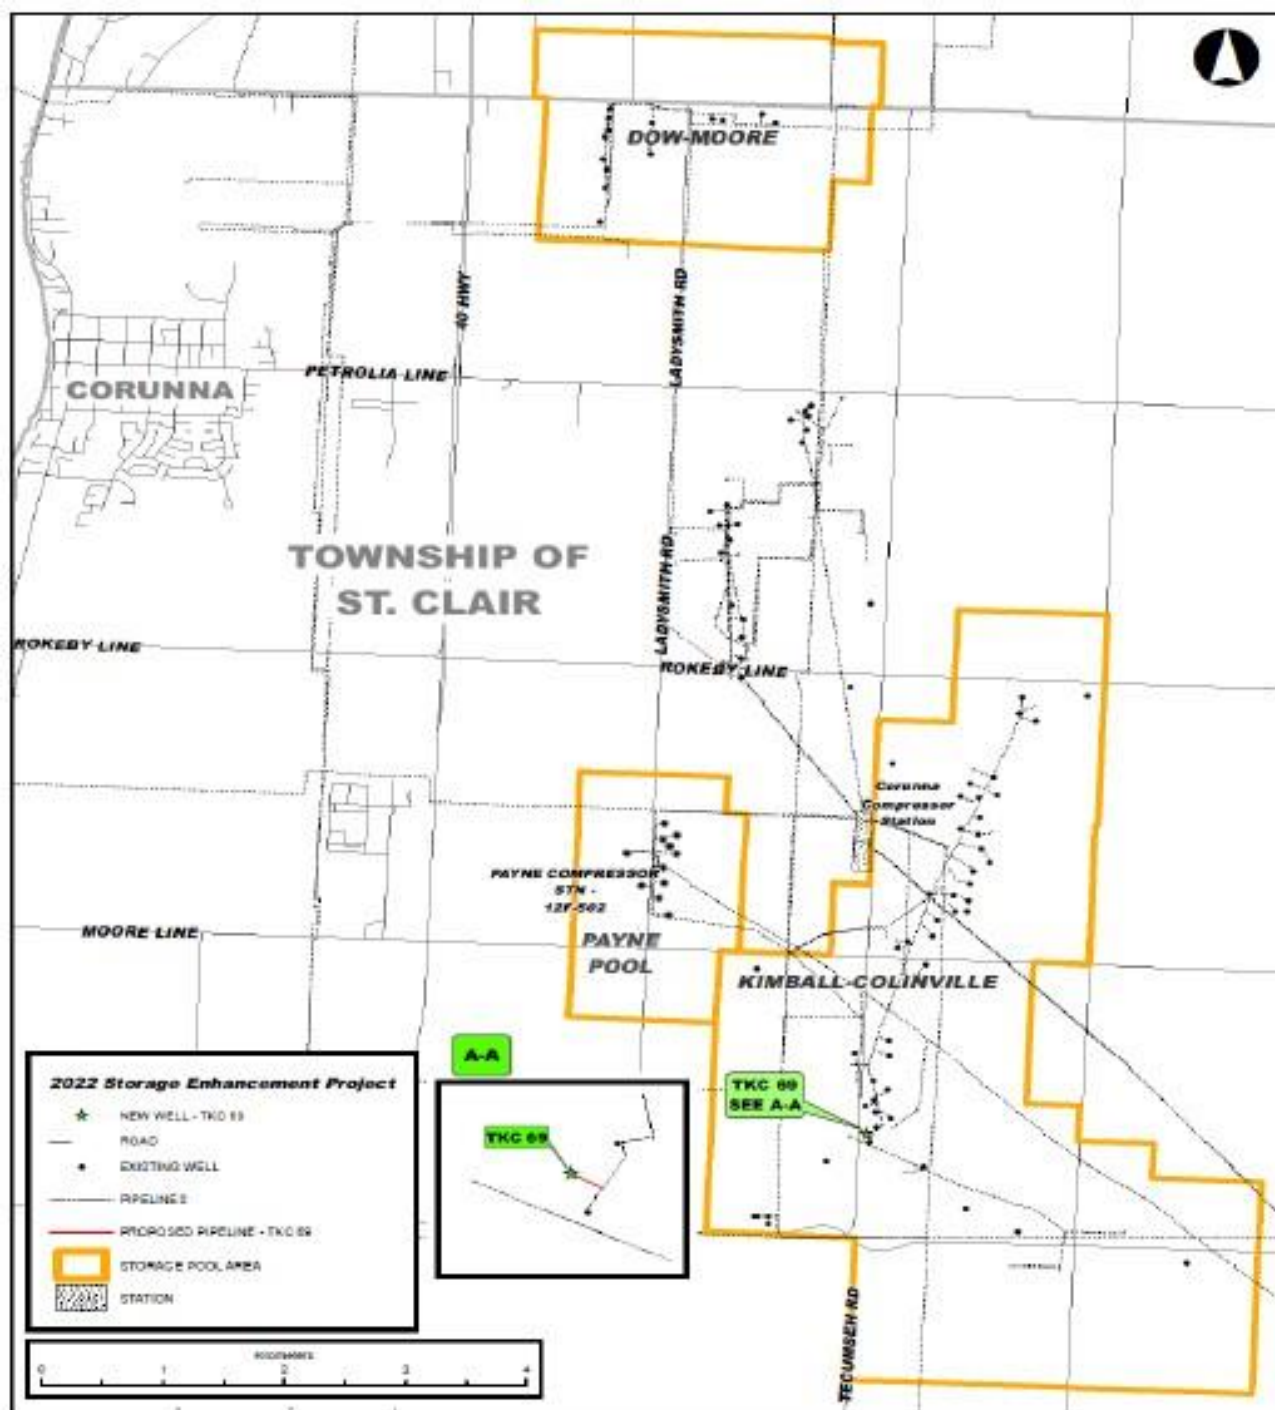 DOW-MOORE
40 HWY
LADYSMITH RD
PETROLIA LINE
CORUNNA
TOWNSHIP OF
ST. CLAIR
LADYSMITH RD
ROKEBY LINE
ROKEBY LINE
Corunna
Compressor
Station
PAYNE COMPRESSOR
STN -
12F-502
MOORE LINE
PAYNE
POOL
KIMBALL-COLINVILLE
A-A
TKC 69
SEE A-A
TKC 69
2022 Storage Enhancement Project
NEW WELL - TKC 69
ROAD
EXISTING WELL
PIPELINES
PROPOSED PIPELINE - TKC 69
STORAGE POOL AREA
STATION
TECUMSEH RD
Kilometers
0 1 2 3 4